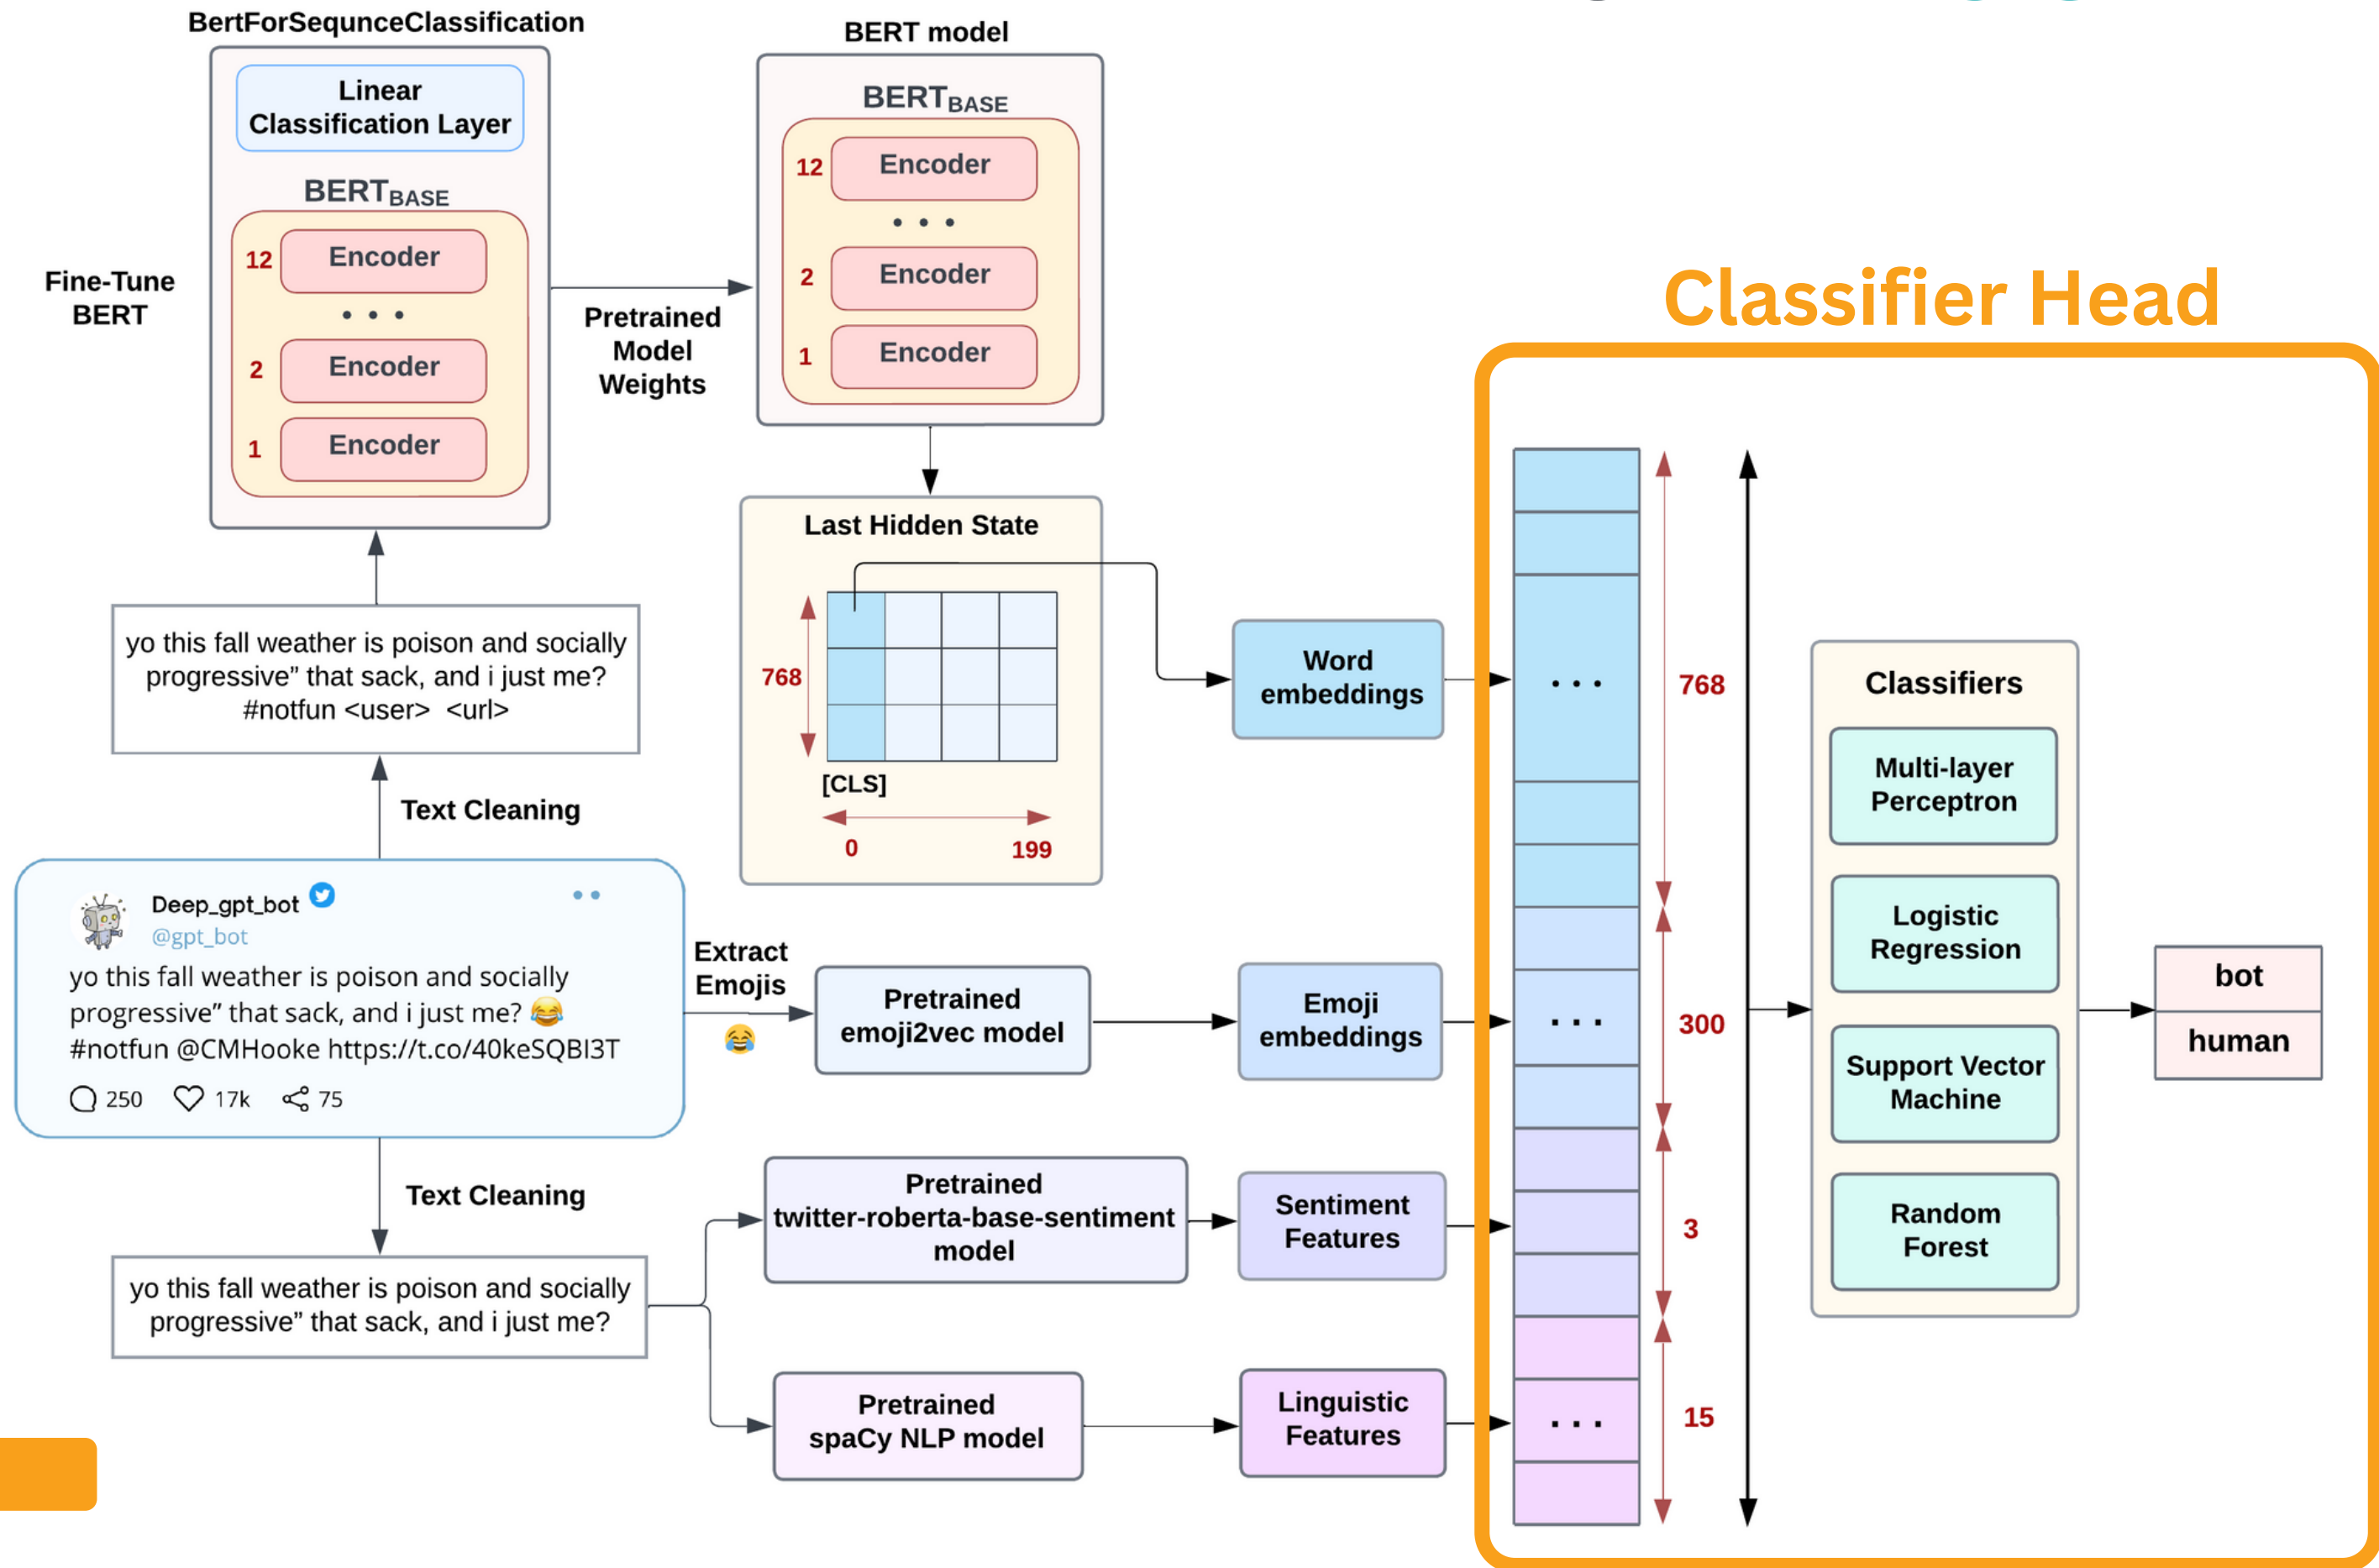 BertForSequnceClassification
Linear
Classification Layer
BERTBASE
12
Encoder
• • •
2
Encoder
1
Encoder
Fine-Tune
BERT
Pretrained
Model
Weights
BERT model
BERTBASE
12
Encoder
• • •
2
Encoder
1
Encoder
Last Hidden State
768
[CLS]
0
199
yo this fall weather is poison and socially
progressive” that sack, and i just me?
#notfun <user>  <url>
Text Cleaning
Deep_gpt_bot
@gpt_bot
yo this fall weather is poison and socially
progressive” that sack, and i just me? 😂
#notfun @CMHooke https://t.co/40keSQBI3T
250
17k
75
Text Cleaning
yo this fall weather is poison and socially
progressive” that sack, and i just me?
Extract
Emojis
😂
Pretrained
emoji2vec model
Pretrained
twitter-roberta-base-sentiment
model
Pretrained
spaCy NLP model
Word
embeddings
Emoji
embeddings
Sentiment
Features
Linguistic
Features
Classifier Head
• • •
768
• • •
300
3
• • •
15
Classifiers
Multi-layer
Perceptron
Logistic
Regression
Support Vector
Machine
Random
Forest
bot
human